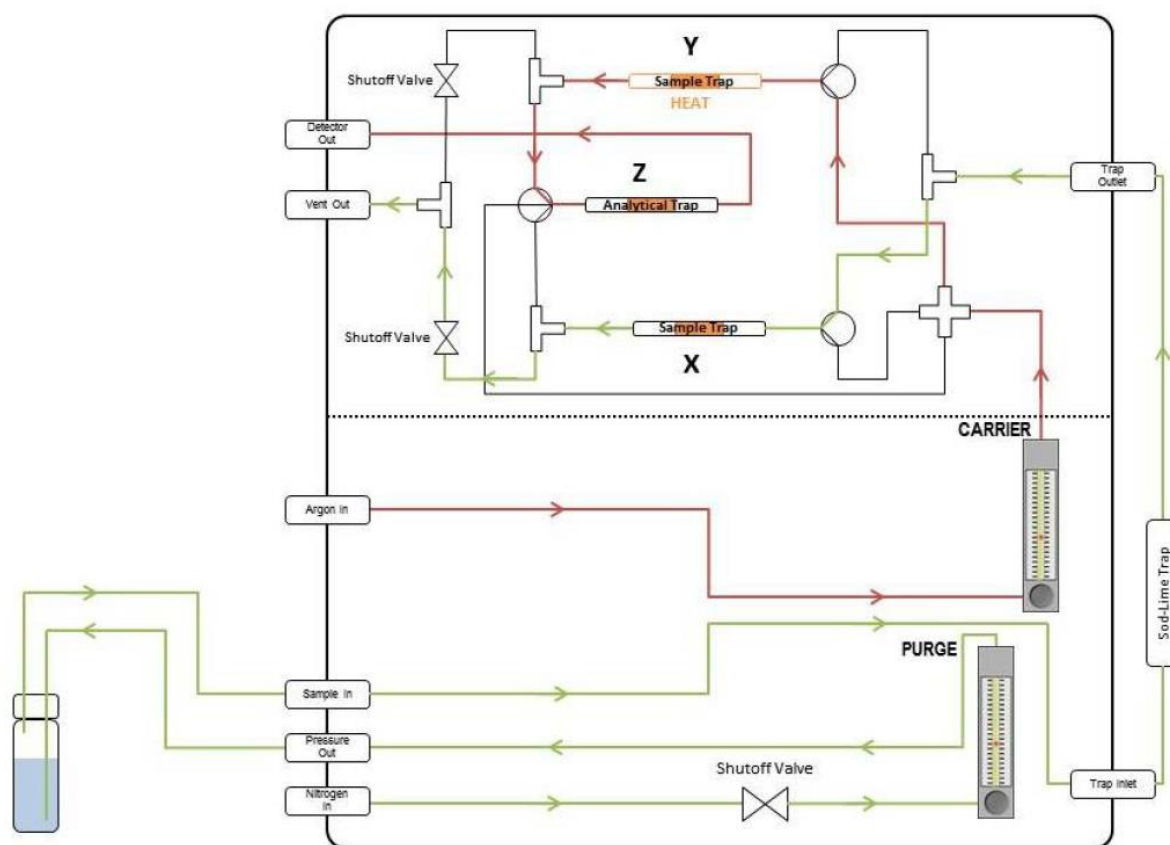 Y
Shutoff Valve
Sample Trap
HEAT
Detector
Out
Z
Trap
Outlet
Vent Out
Analytical Trap
Shutoff Valve
Sample Trap
X
CARRIER
Argon In
Sod-Lime Trap
PURGE
Sample In
Pressure
Out
Shutoff Valve
Nitrogen
In
Trap Inlet